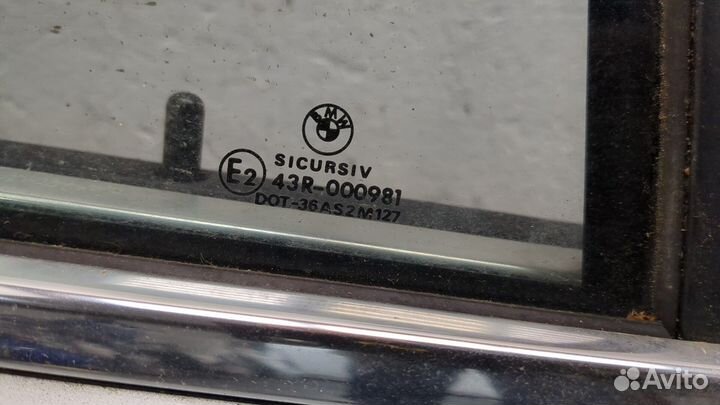 BMW
SICURSIV
E2
43R-000981
DOT-36 AS2 M127
Avito